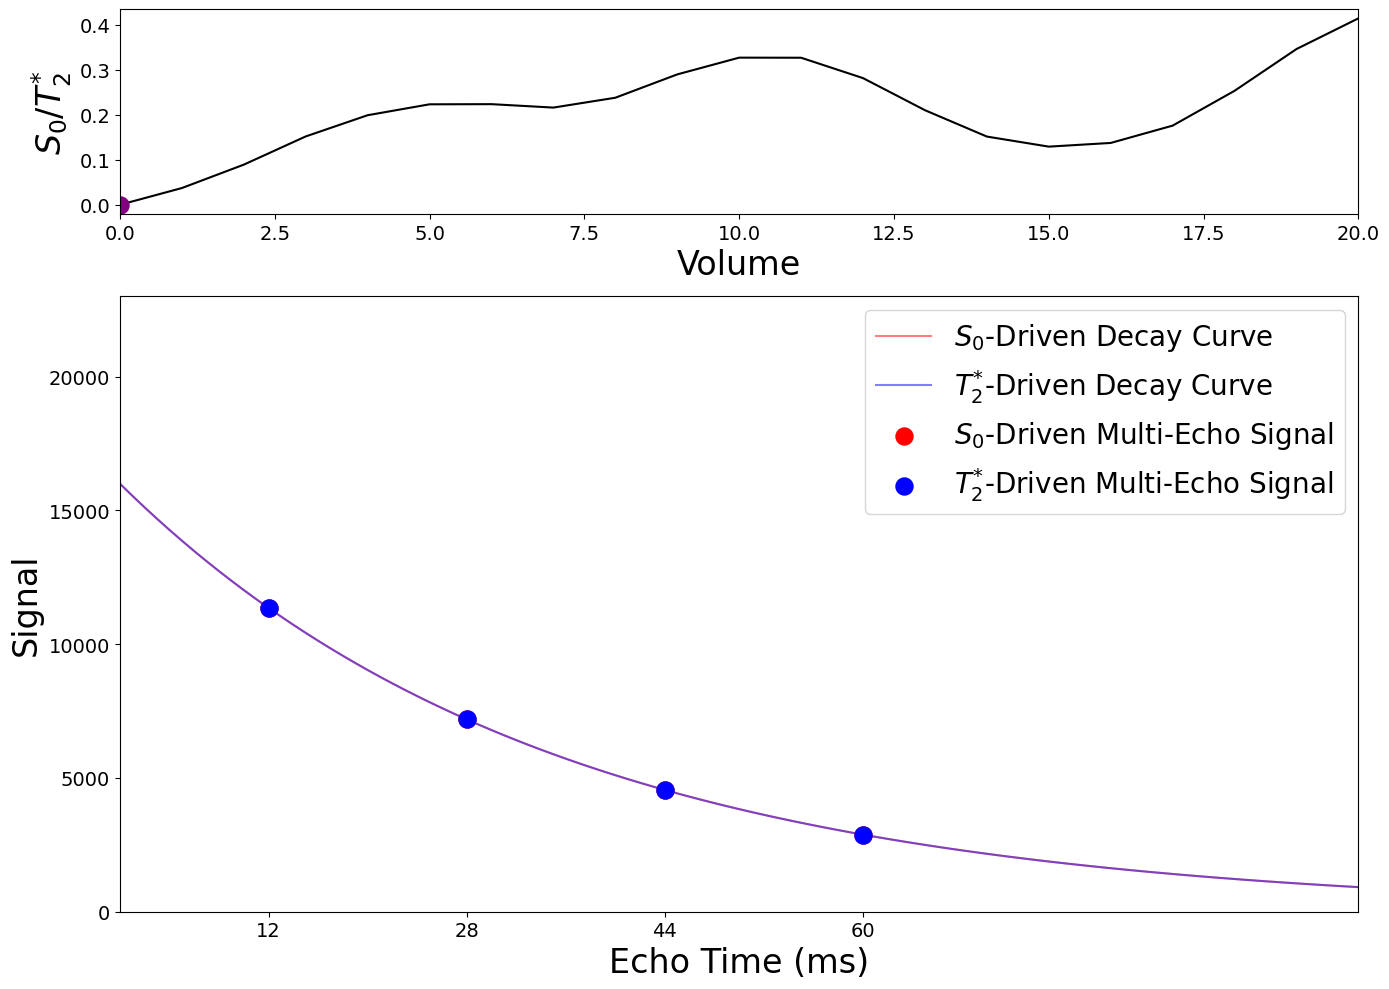 0.4
0.3
0.2
0.1
0.0
S₀/T₂*
0.0 2.5 5.0 7.5 10.0 12.5 15.0 17.5 20.0
Volume
S₀-Driven Decay Curve
T₂*-Driven Decay Curve
S₀-Driven Multi-Echo Signal
T₂*-Driven Multi-Echo Signal
20000
15000
10000
5000
0
Signal
12 28 44 60
Echo Time (ms)